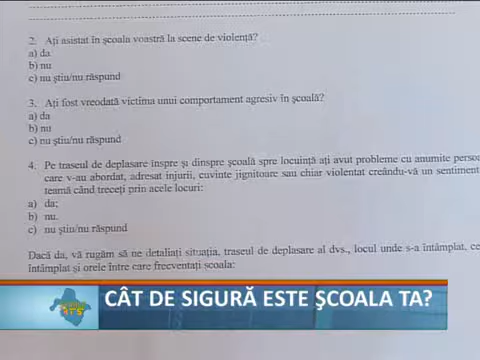 2. Ați asistat în școala voastră la scene de violență?
a) da
b) nu
c) nu știu/nu răspund
3. Ați fost vreodată victima unui comportament agresiv în școală?
a) da
b) nu
c) nu știu/nu răspund
4. Pe traseul de deplasare înspre și dinspre școală spre locuință ați avut probleme cu anumite persoa
care v-au abordat, adresat injurii, cuvinte jignitoare sau chiar violentat creându-vă un sentiment
teamă când treceți prin acele locuri:
a) da;
b) nu.
c) nu știu/nu răspund
Dacă da, vă rugăm să ne detaliați situația, traseul de deplasare al dvs., locul unde s-a întâmplat, ce
întâmplat și orele între care frecventați școala:
CÂT DE SIGURĂ ESTE ŞCOALA TA?